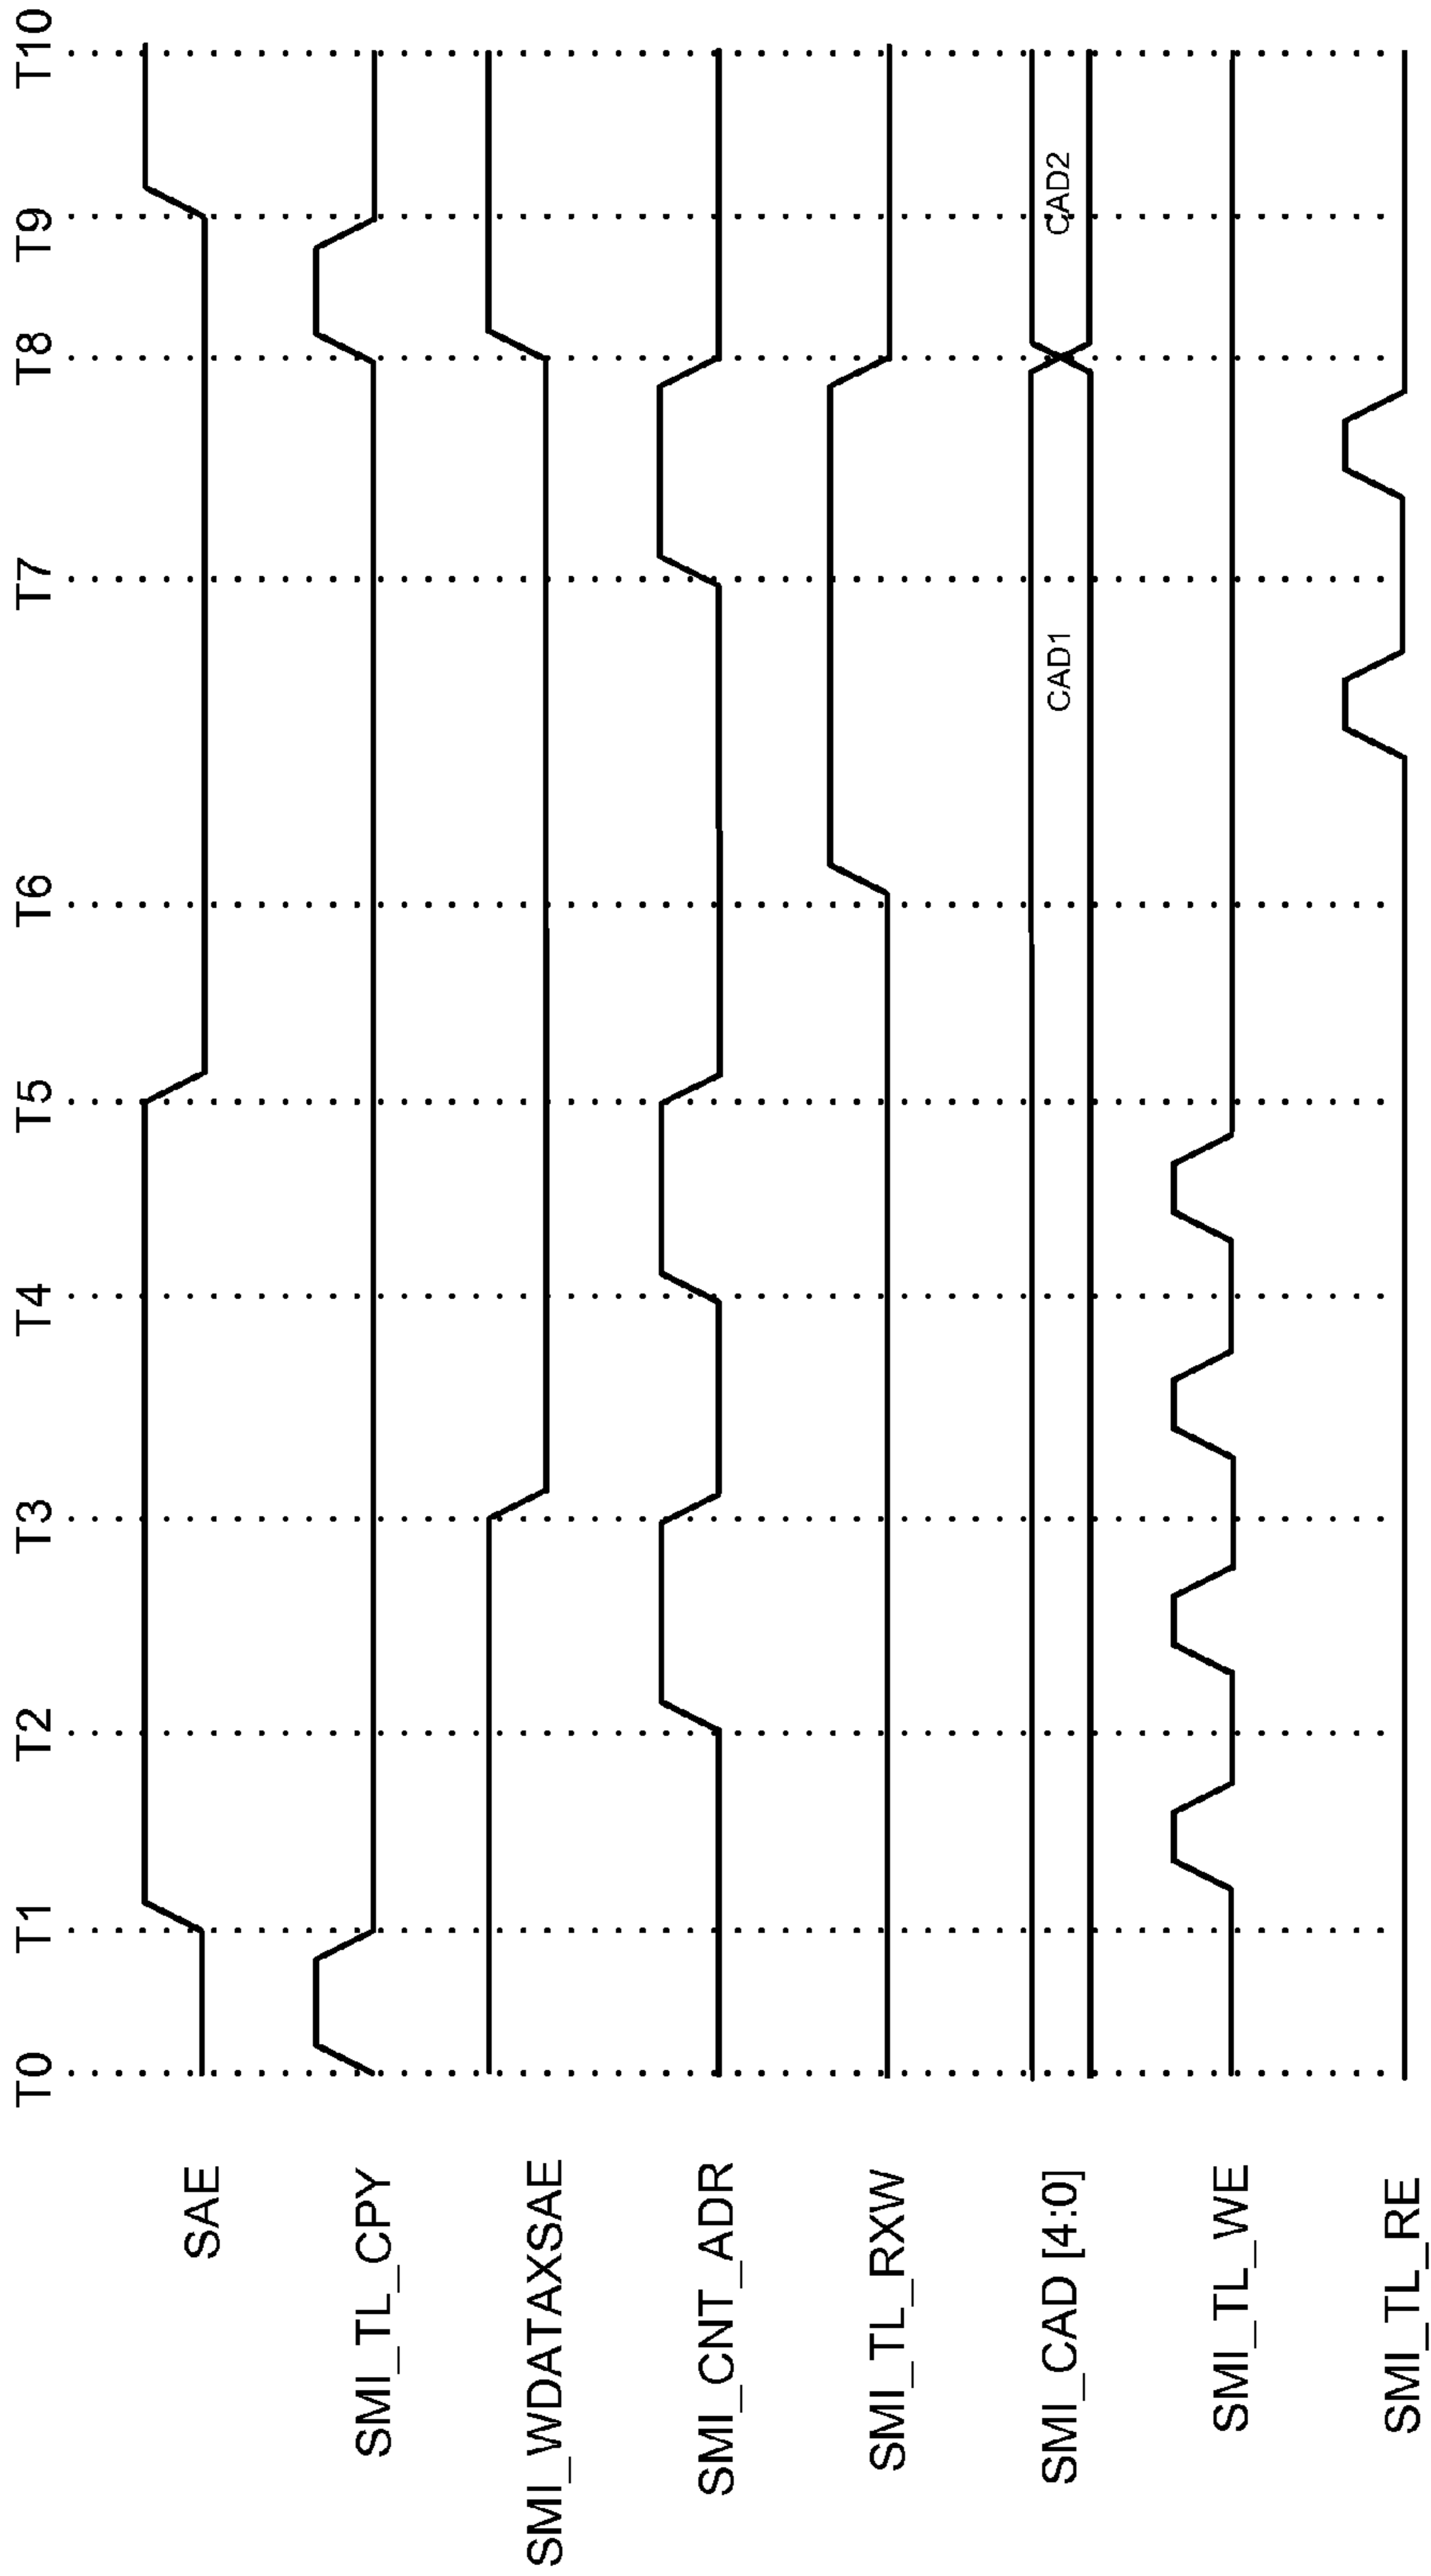 T0 T1 T2 T3 T4 T5 T6 T7 T8 T9 T10
SAE
SMI_TL_CPY
SMI_WDATAXSAE
SMI_CNT_ADR
SMI_TL_RXW
SMI_CAD [4:0] CAD1 CAD2
SMI_TL_WE
SMI_TL_RE